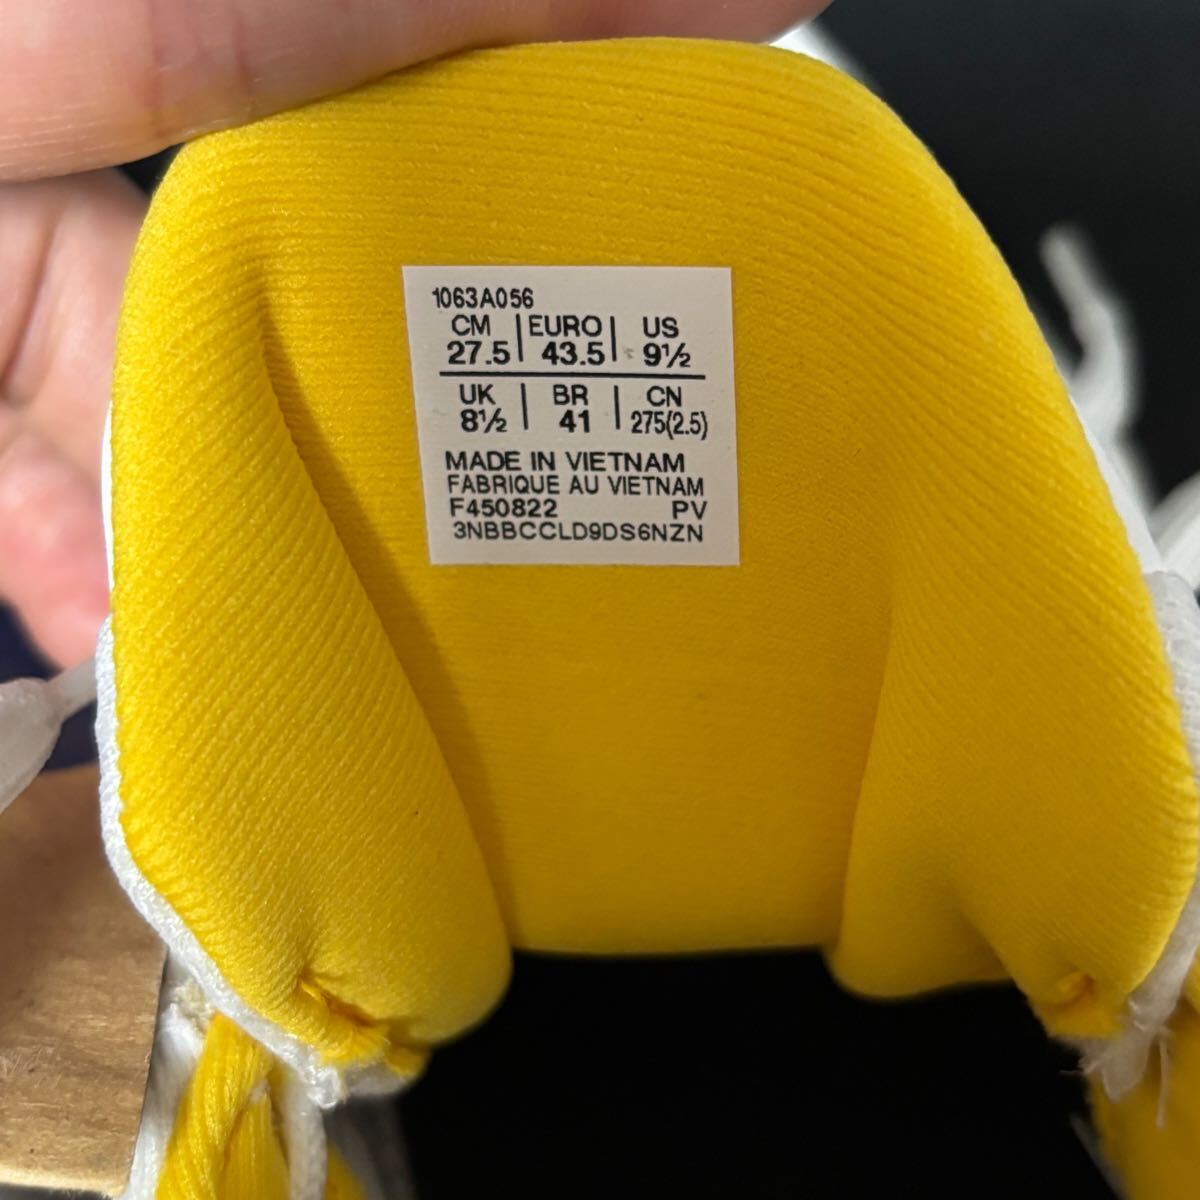 1063A056
CM | EURO | US
27.5 | 43.5 | 9½
UK | BR | CN
8½ | 41 | 275(2.5)
MADE IN VIETNAM
FABRIQUE AU VIETNAM
F450822 PV
3NBBCCLD9DS6NZN